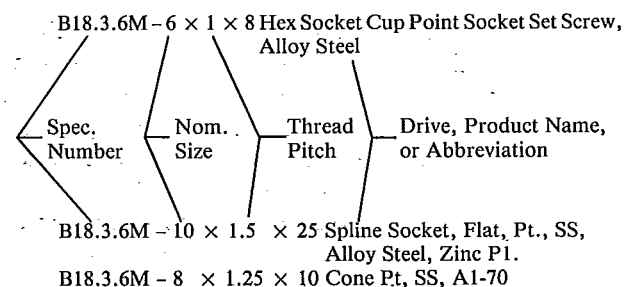 B18.3.6M – 6 × 1 × 8 Hex Socket Cup Point Socket Set Screw,
Alloy Steel
Spec. Number
Nom. Size
Thread Pitch
Drive, Product Name, or Abbreviation
B18.3.6M – 10 × 1.5 × 25 Spline Socket, Flat, Pt., SS,
Alloy Steel, Zinc P1.
B18.3.6M – 8 × 1.25 × 10 Cone Pt, SS, A1-70